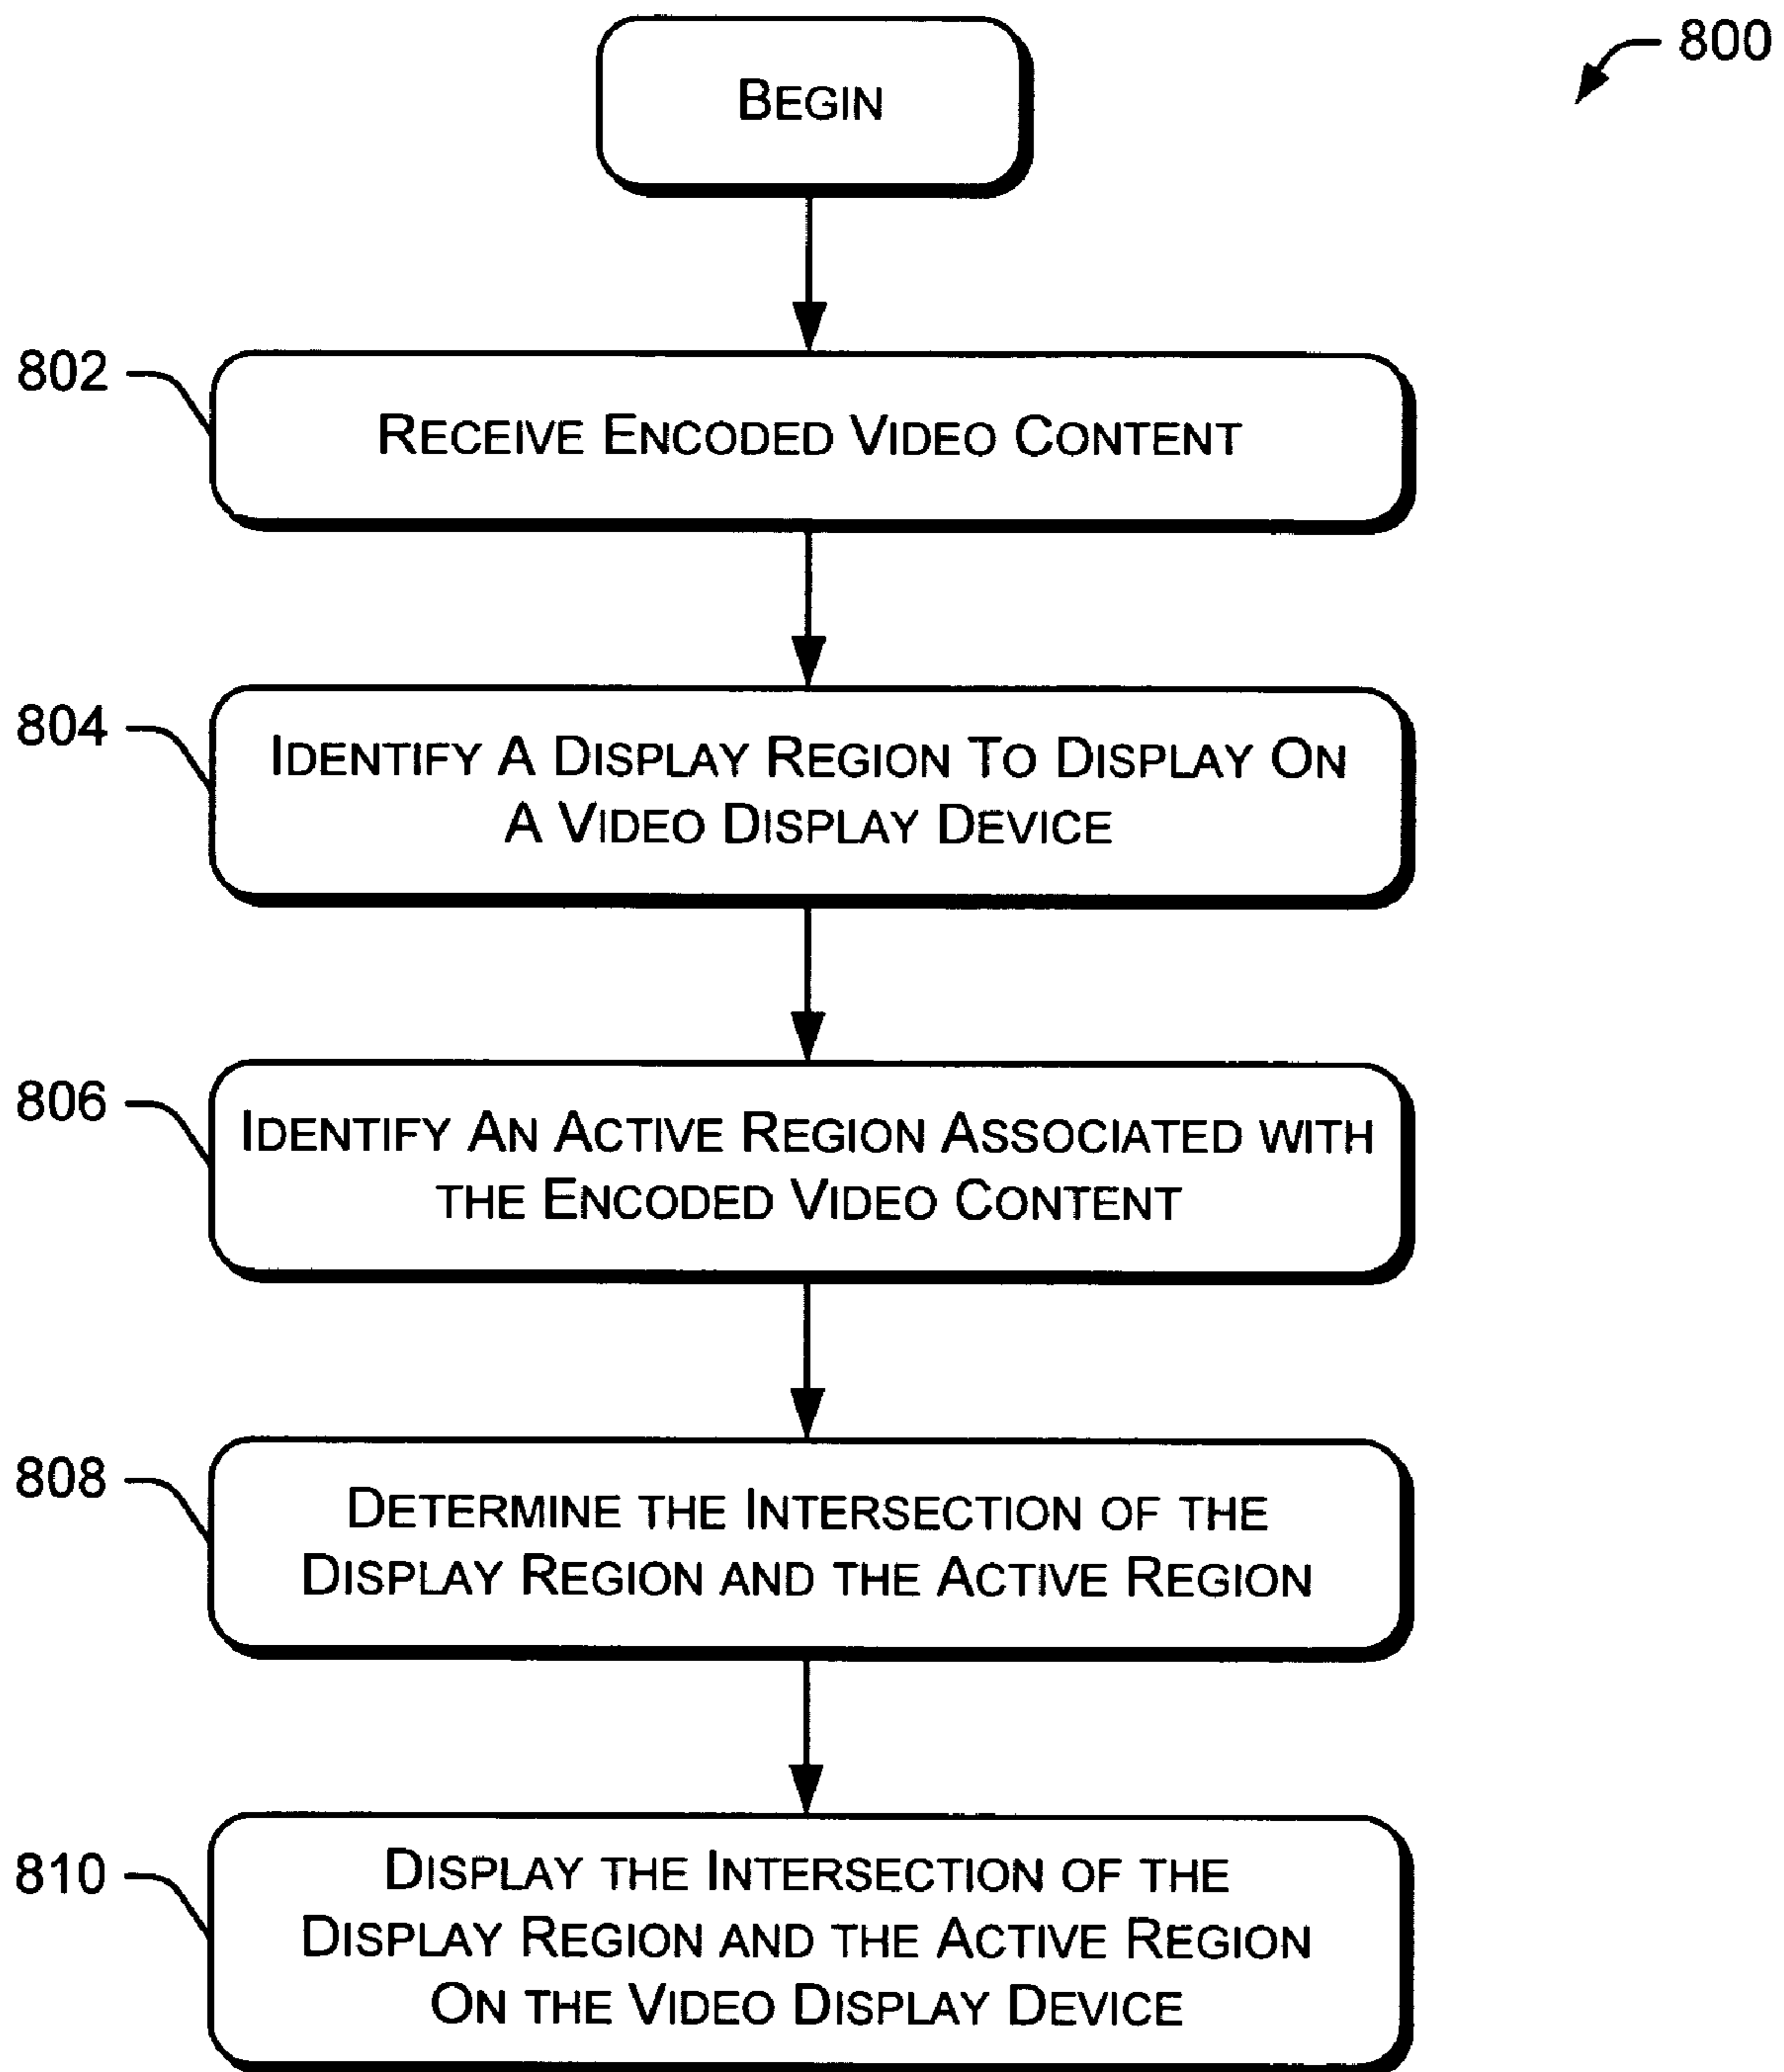 800
BEGIN
802
RECEIVE ENCODED VIDEO CONTENT
804
IDENTIFY A DISPLAY REGION TO DISPLAY ON
A VIDEO DISPLAY DEVICE
806
IDENTIFY AN ACTIVE REGION ASSOCIATED WITH
THE ENCODED VIDEO CONTENT
808
DETERMINE THE INTERSECTION OF THE
DISPLAY REGION AND THE ACTIVE REGION
810
DISPLAY THE INTERSECTION OF THE
DISPLAY REGION AND THE ACTIVE REGION
ON THE VIDEO DISPLAY DEVICE